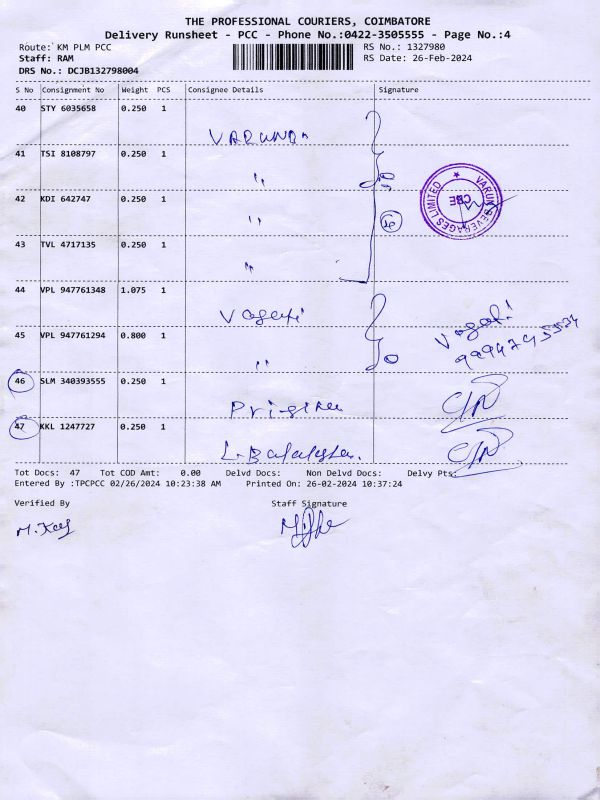 THE PROFESSIONAL COURIERS, COIMBATORE
Delivery Runsheet - PCC - Phone No.:0422-3505555 - Page No.:4
Route: KM PLM PCC RS No.: 1327980
Staff: RAM RS Date: 26-Feb-2024
DRS No.: DCJB132798004
S No Consignment No Weight PCS Consignee Details Signature
40 STY 6035658 0.250 1
VARUNBA
41 TSI 8108797 0.250 1
"
42 KDI 642747 0.250 1
"
43 TVL 4717135 0.250 1
"
VARUN BEVERAGES LIMITED
CBE
44 VPL 947761348 1.075 1
45 VPL 947761294 0.800 1
"
46 SLM 340393555 0.250 1
47 KKL 1247727 0.250 1
Tot Docs: 47 Tot COD Amt: 0.00 Delvd Docs: Non Delvd Docs: Delvy Pts:
Entered By :TPCPCC 02/26/2024 10:23:38 AM Printed On: 26-02-2024 10:37:24
Verified By Staff Signature